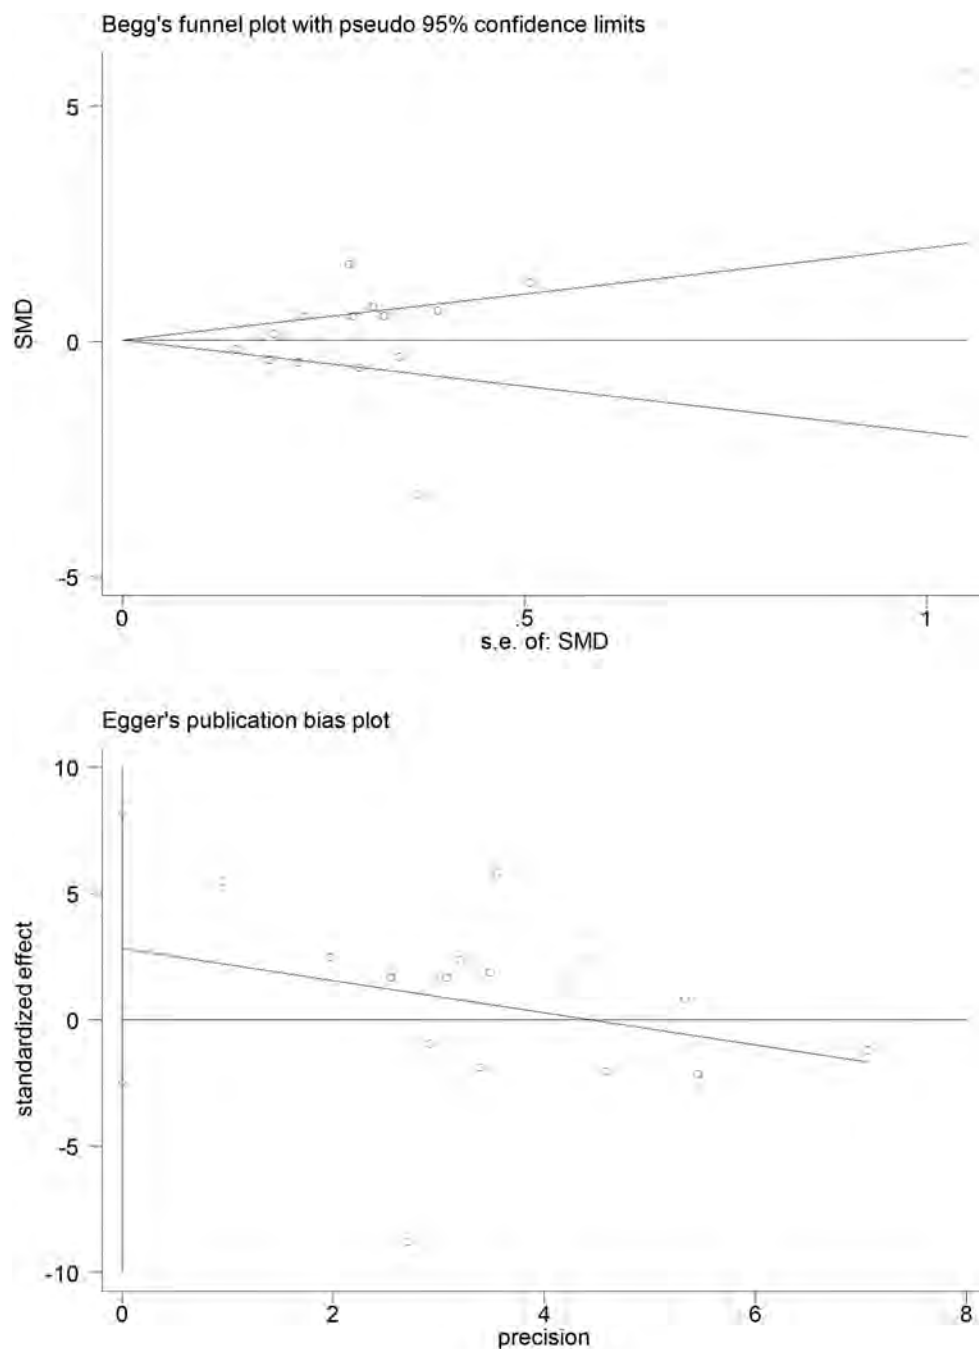 Begg's funnel plot with pseudo 95% confidence limits
5
0
-5
SMD
0
.5
1
s.e. of: SMD
Egger's publication bias plot
10
5
0
-5
-10
standardized effect
0
2
4
6
8
precision